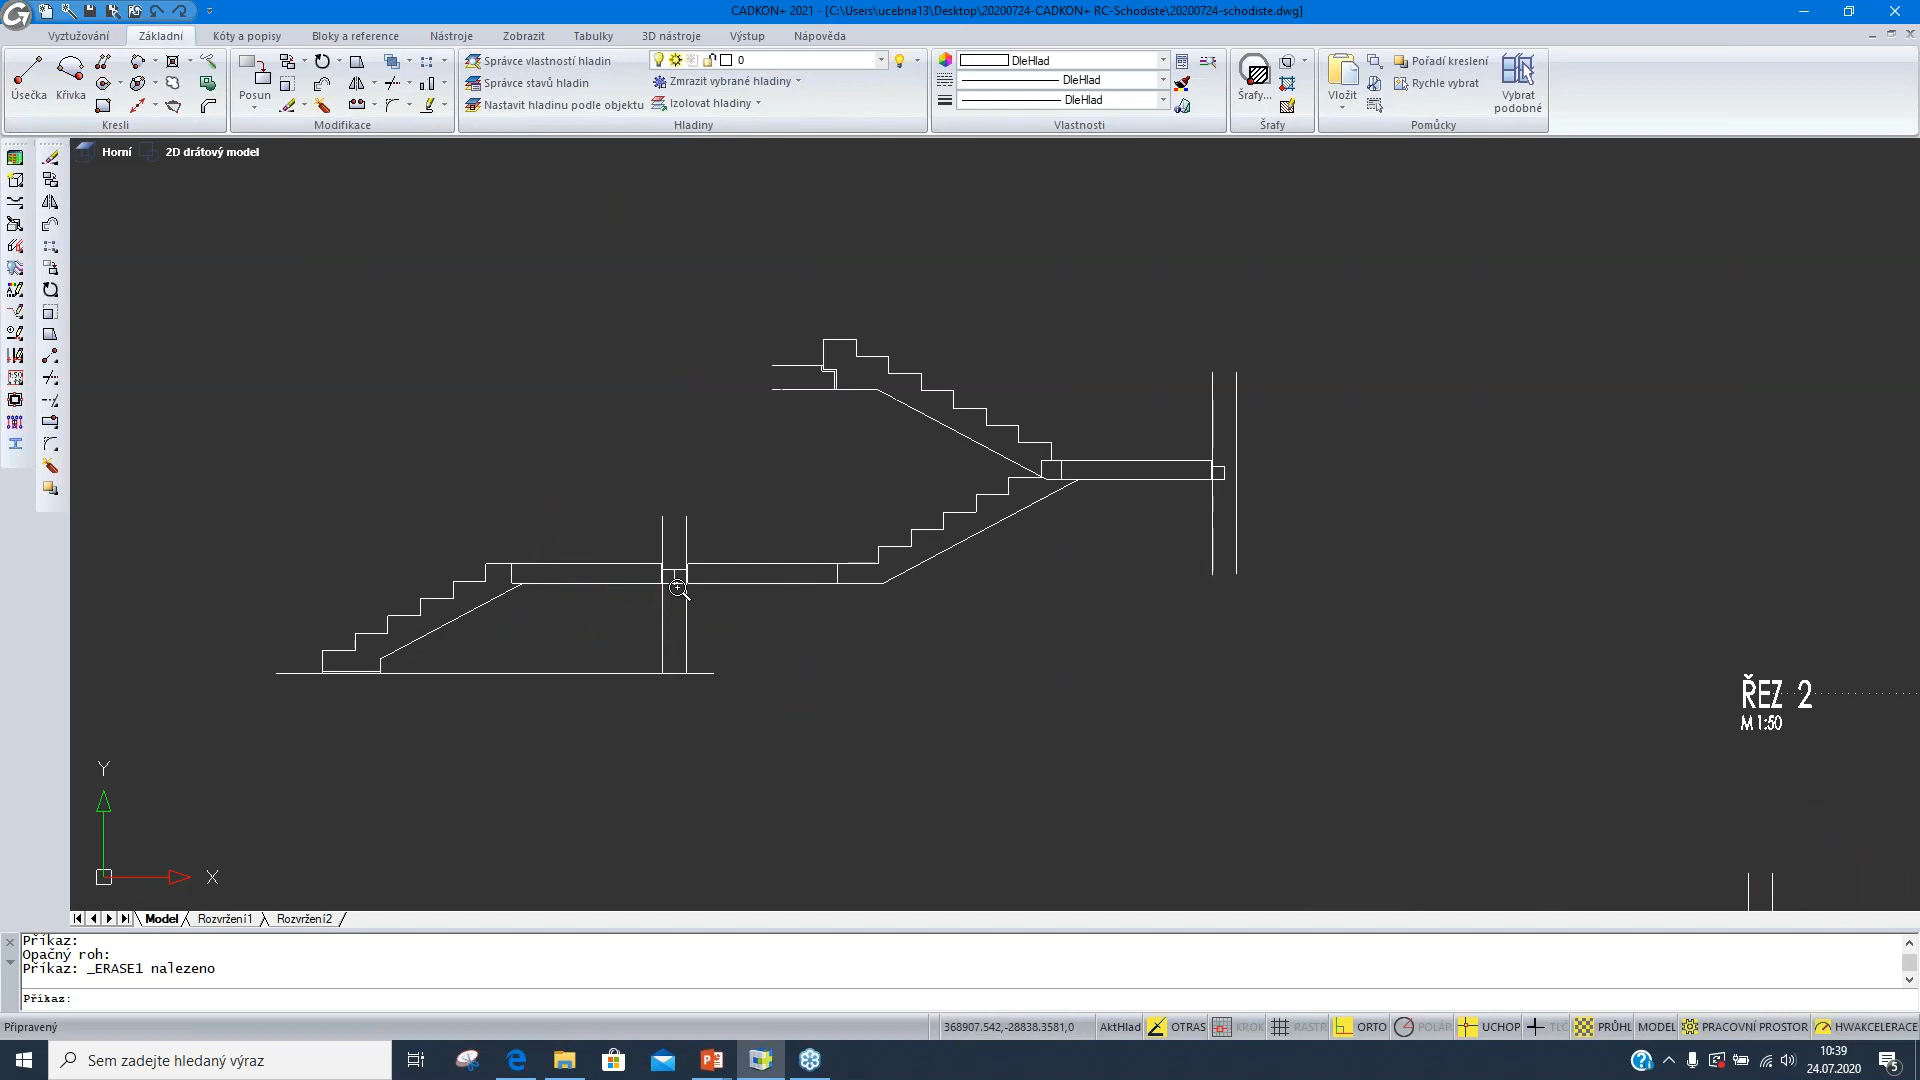 CADKON+ 2021 - [C:\Users\ucebna13\Desktop\20200724-CADKON+ RC-Schodiste\20200724-schodiste.dwg]
Vyztužování Základní Kóty a popisy Bloky a reference Nástroje Zobrazit Tabulky 3D nástroje Výstup Nápověda
Úsečka Křivka
Kresli
Posun
Modifikace
Správce vlastností hladin
Správce stavů hladin
Nastavit hladinu podle objektu
0
Zmrazit vybrané hladiny
Izolovat hladiny
Hladiny
DleHlad
DleHlad
DleHlad
Vlastnosti
Šrafy...
Šrafy
Vložit
Pořadí kreslení
Rychle vybrat
Vybrat podobné
Pomůcky
Horní 2D drátový model
ŘEZ 2
M 1:50
Y
X
Model Rozvržení1 Rozvržení2
Příkaz:
Opačný roh:
Příkaz: _ERASE1 nalezeno
Příkaz:
Připravený 368907.542,-28838.3581,0 AktHlad OTRAS KROK RASTR ORTO POLÁR UCHOP TLČ PRŮHL MODEL PRACOVNÍ PROSTOR HWAKCELERACE
Sem zadejte hledaný výraz
10:39
24.07.2020
5